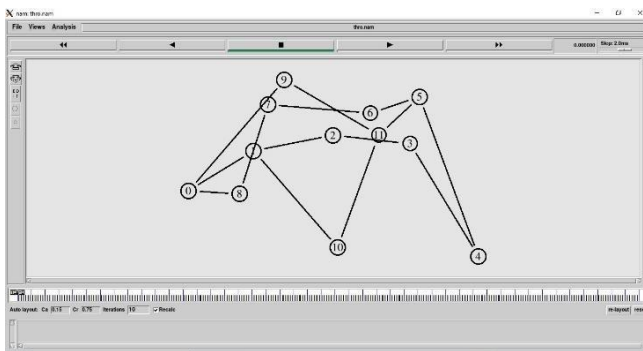 nam: thro.nam
File Views Analysis thro.nam
0.000000 Step: 2.0ms
9
7
5
6
2
11
3
0
8
10
4
Auto layout: Ca 0.15 Cr 0.75 Iterations 10 Recalc re-layout